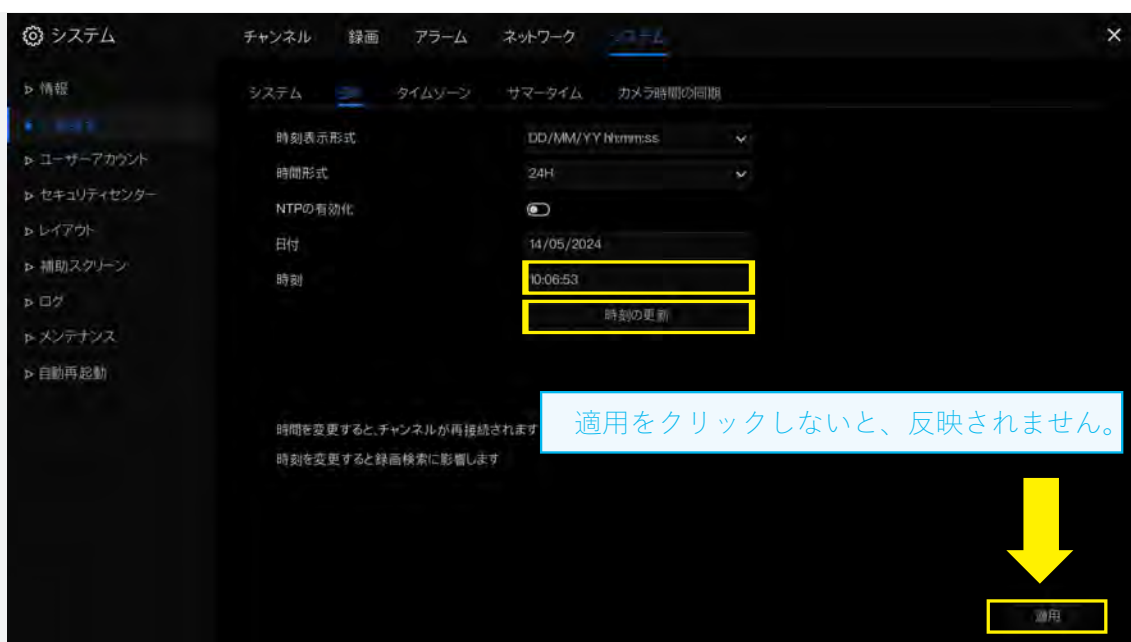 システム
チャンネル 録画 アラーム ネットワーク システム
情報
システム タイムゾーン サマータイム カメラ時間の同期
ユーザーアカウント
セキュリティセンター
レイアウト
補助スクリーン
ログ
メンテナンス
自動再起動
時刻表示形式 DD/MM/YY hh:mm:ss
時間形式 24H
NTPの有効化
日付 14/05/2024
時刻 10:06:53
時刻の更新
時間を変更すると、チャンネルが再接続されます
時刻を変更すると録画検索に影響します
適用をクリックしないと、反映されません。
適用